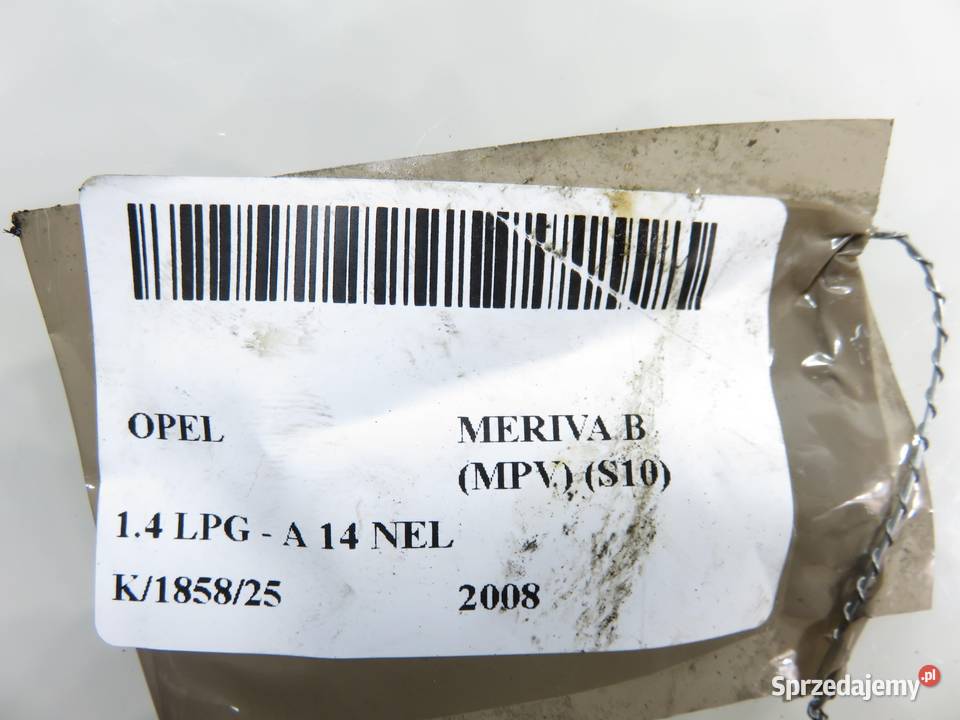 OPEL MERIVA B
(MPV) (S10)
1.4 LPG - A 14 NEL
K/1858/25 2008
Sprzedajemy.pl